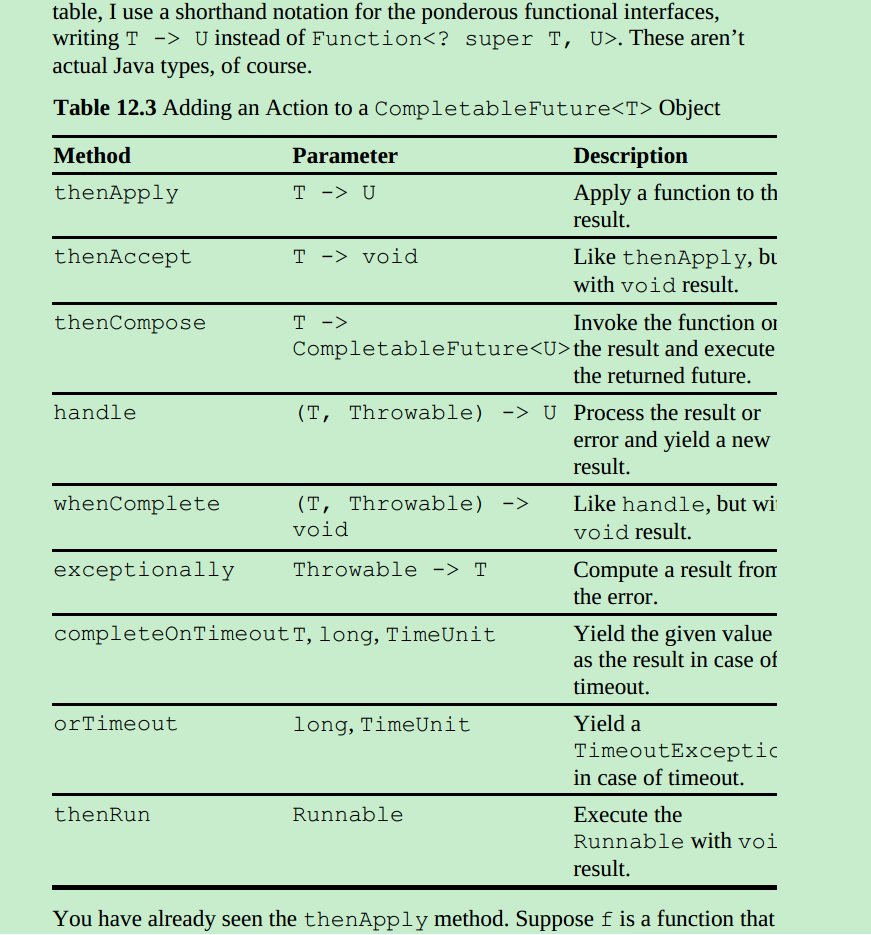 table, I use a shorthand notation for the ponderous functional interfaces,
writing T -> U instead of Function<? super T, U>. These aren’t
actual Java types, of course.
Table 12.3 Adding an Action to a CompletableFuture<T> Object
Method Parameter Description
thenApply T -> U Apply a function to th
result.
thenAccept T -> void Like thenApply, bu
with void result.
thenCompose T -> Invoke the function on
CompletableFuture<U> the result and execute
the returned future.
handle (T, Throwable) -> U Process the result or
error and yield a new
result.
whenComplete (T, Throwable) -> Like handle, but wi
void void result.
exceptionally Throwable -> T Compute a result from
the error.
completeOnTimeout T, long, TimeUnit Yield the given value
as the result in case of
timeout.
orTimeout long, TimeUnit Yield a
TimeoutExceptio
in case of timeout.
thenRun Runnable Execute the
Runnable with voi
result.
You have already seen the thenApply method. Suppose f is a function that